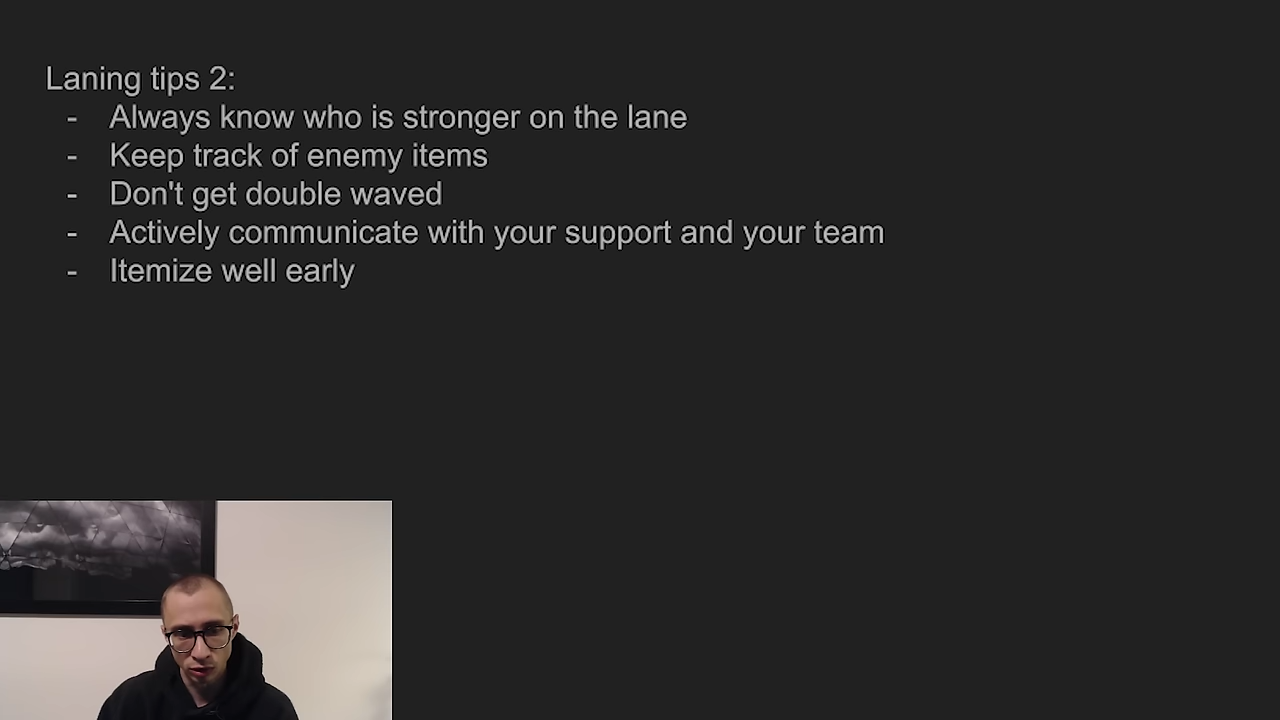 Laning tips 2:
- Always know who is stronger on the lane
- Keep track of enemy items
- Don't get double waved
- Actively communicate with your support and your team
- Itemize well early